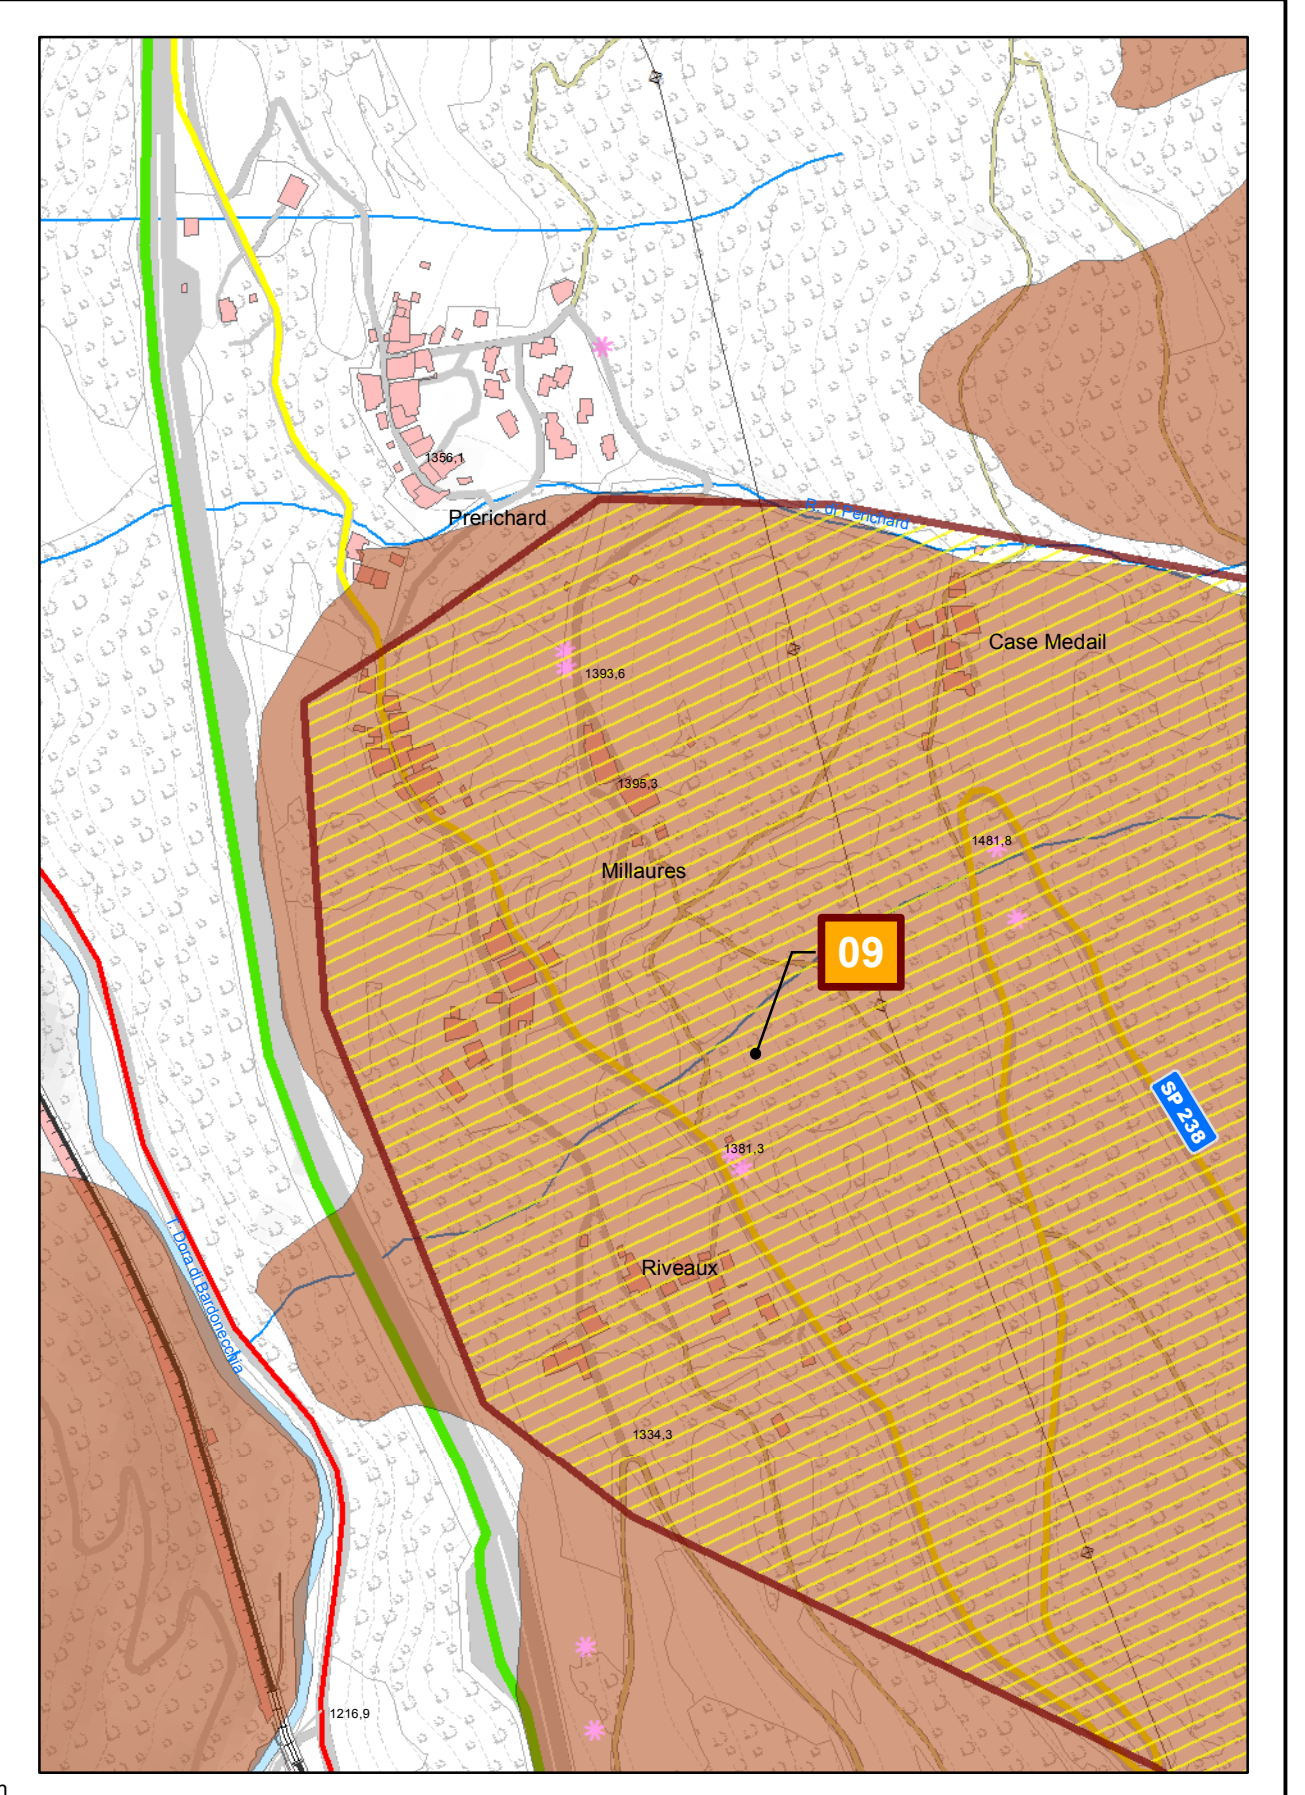 R. di Perichard
1356,1
Prerichard
Case Medail
1393,6
1395,3
1481,8
Millaures
09
SP 238
1381,3
T. Dora di Bardonecchia
Riveaux
1334,3
1216,9